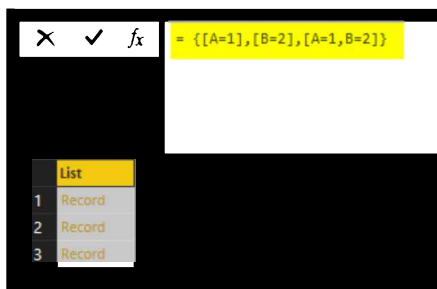 fx = {[A=1],[B=2],[A=1,B=2]}
List
1 Record
2 Record
3 Record